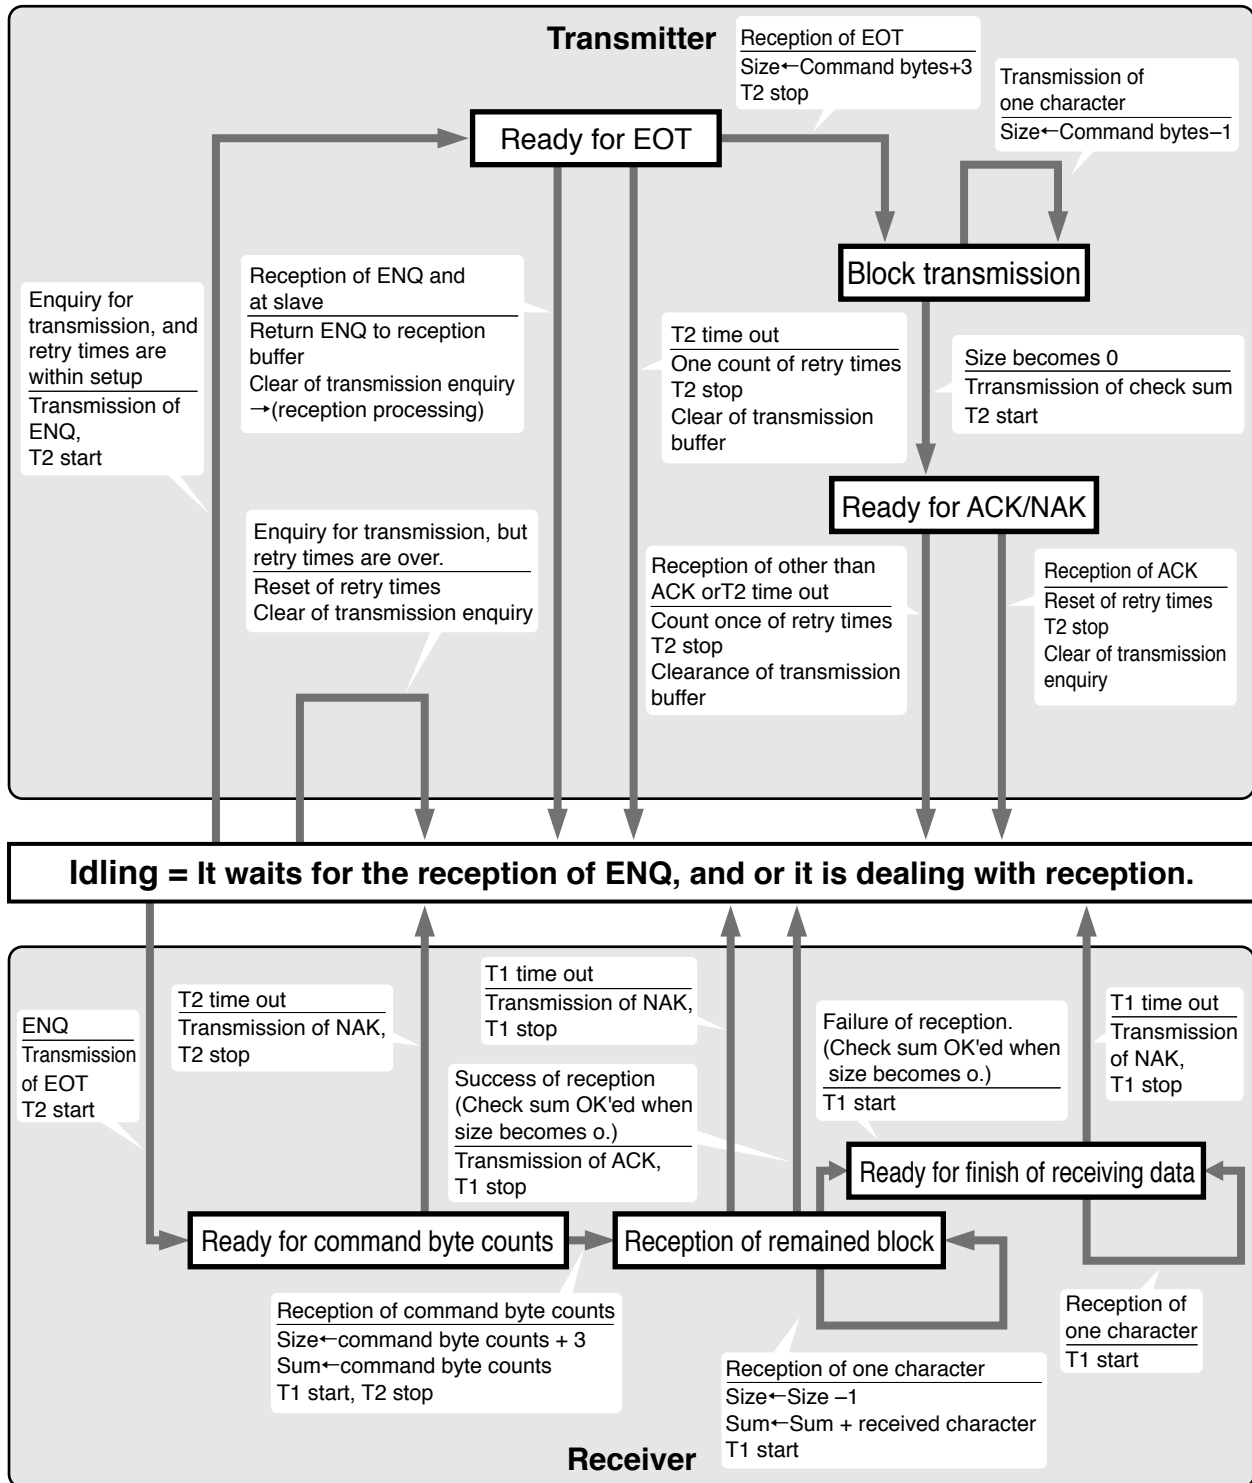 Transmitter
Reception of EOT
Size←Command bytes+3
T2 stop
Transmission of
one character
Size←Command bytes–1
Ready for EOT
Block transmission
Enquiry for
transmission, and
retry times are
within setup
Transmission of
ENQ,
T2 start
Reception of ENQ and
at slave
Return ENQ to reception
buffer
Clear of transmission enquiry
→(reception processing)
T2 time out
One count of retry times
T2 stop
Clear of transmission
buffer
Size becomes 0
Trransmission of check sum
T2 start
Ready for ACK/NAK
Enquiry for transmission, but
retry times are over.
Reset of retry times
Clear of transmission enquiry
Reception of other than
ACK orT2 time out
Count once of retry times
T2 stop
Clearance of transmission
buffer
Reception of ACK
Reset of retry times
T2 stop
Clear of transmission
enquiry
Idling = It waits for the reception of ENQ, and or it is dealing with reception.
ENQ
Transmission
of EOT
T2 start
T2 time out
Transmission of NAK,
T2 stop
T1 time out
Transmission of NAK,
T1 stop
Success of reception
(Check sum OK'ed when
size becomes o.)
Transmission of ACK,
T1 stop
Failure of reception.
(Check sum OK'ed when
size becomes o.)
T1 start
T1 time out
Transmission
of NAK,
T1 stop
Ready for finish of receiving data
Ready for command byte counts
Reception of remained block
Reception of command byte counts
Size←command byte counts + 3
Sum←command byte counts
T1 start, T2 stop
Reception of one character
Size←Size –1
Sum←Sum + received character
T1 start
Reception of
one character
T1 start
Receiver